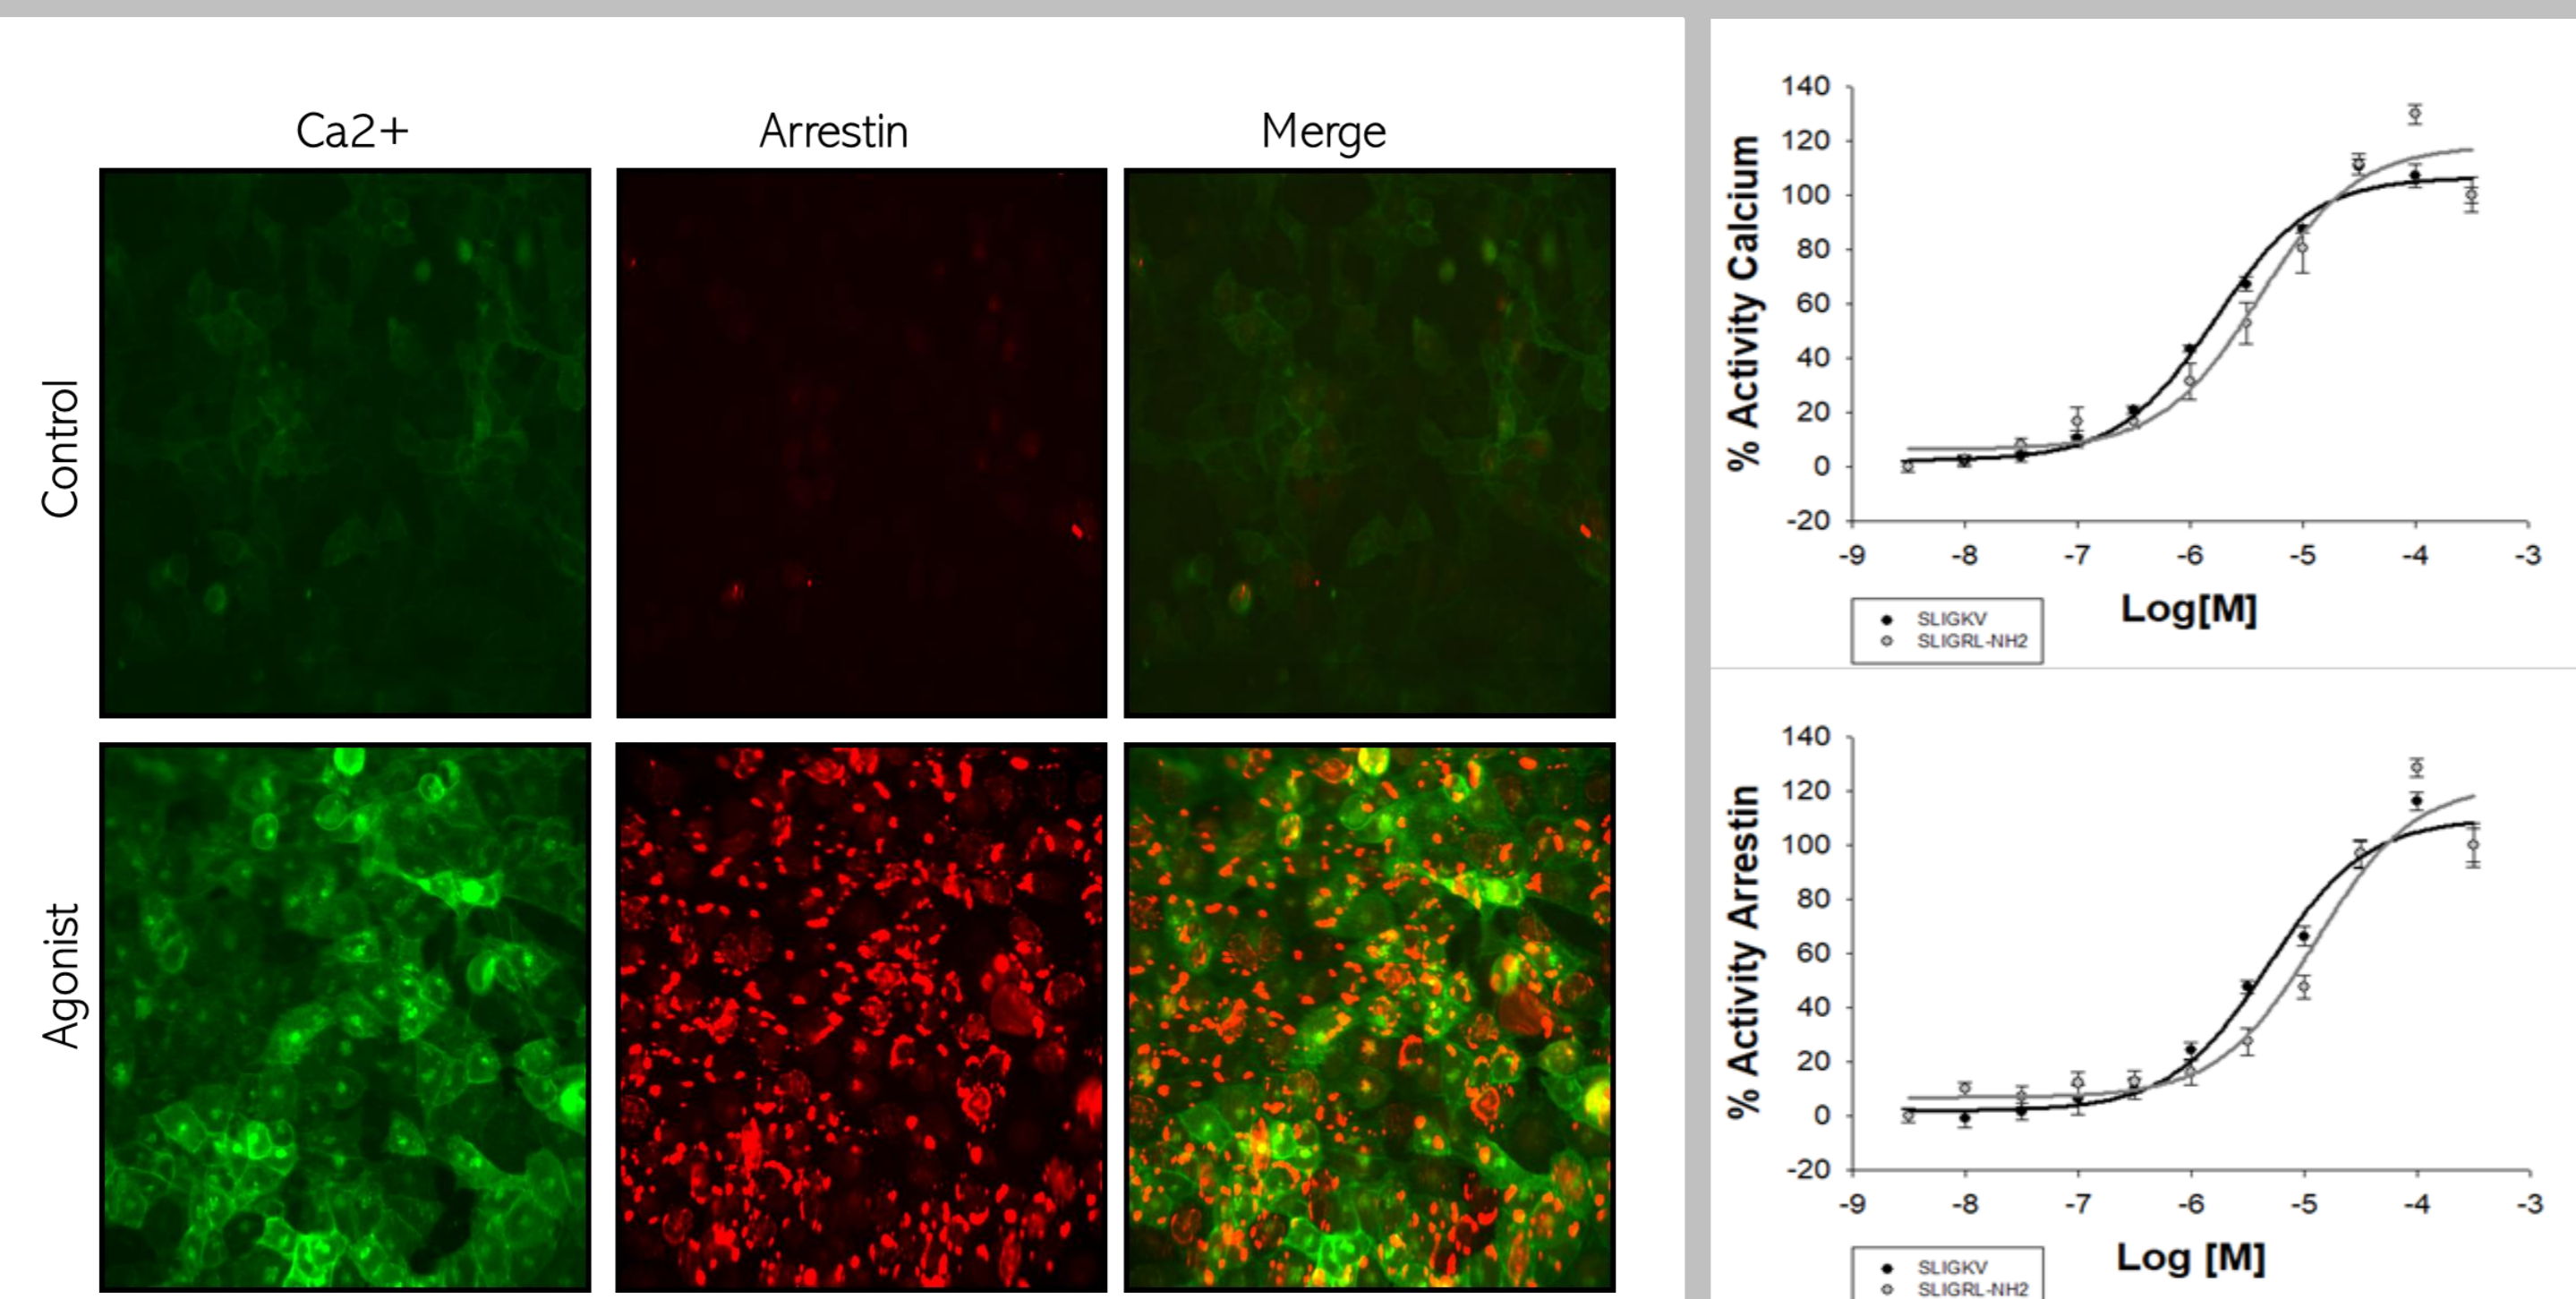 Ca2+
Arrestin
Merge
Control
Agonist
% Activity Calcium
140
120
100
80
60
40
20
0
-20
-9 -8 -7 -6 -5 -4 -3
Log[M]
SLIGKV
SLIGRL-NH2
% Activity Arrestin
140
120
100
80
60
40
20
0
-20
-9 -8 -7 -6 -5 -4 -3
Log [M]
SLIGKV
SLIGRL-NH2